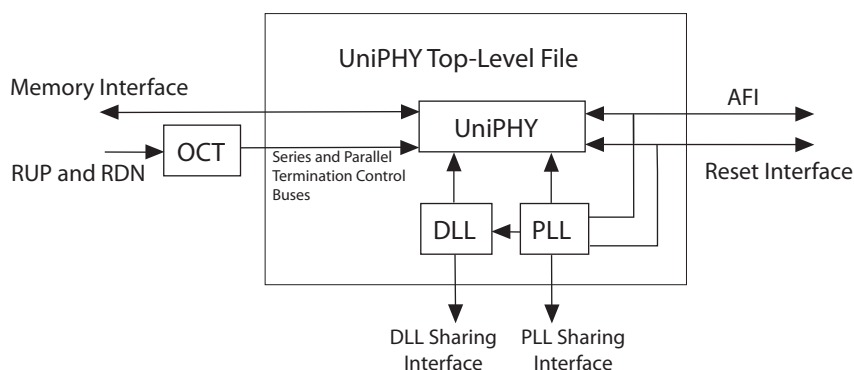 UniPHY Top-Level File
Memory Interface
AFI
UniPHY
OCT
RUP and RDN
Series and Parallel
Termination Control
Buses
Reset Interface
DLL
PLL
DLL Sharing
Interface
PLL Sharing
Interface